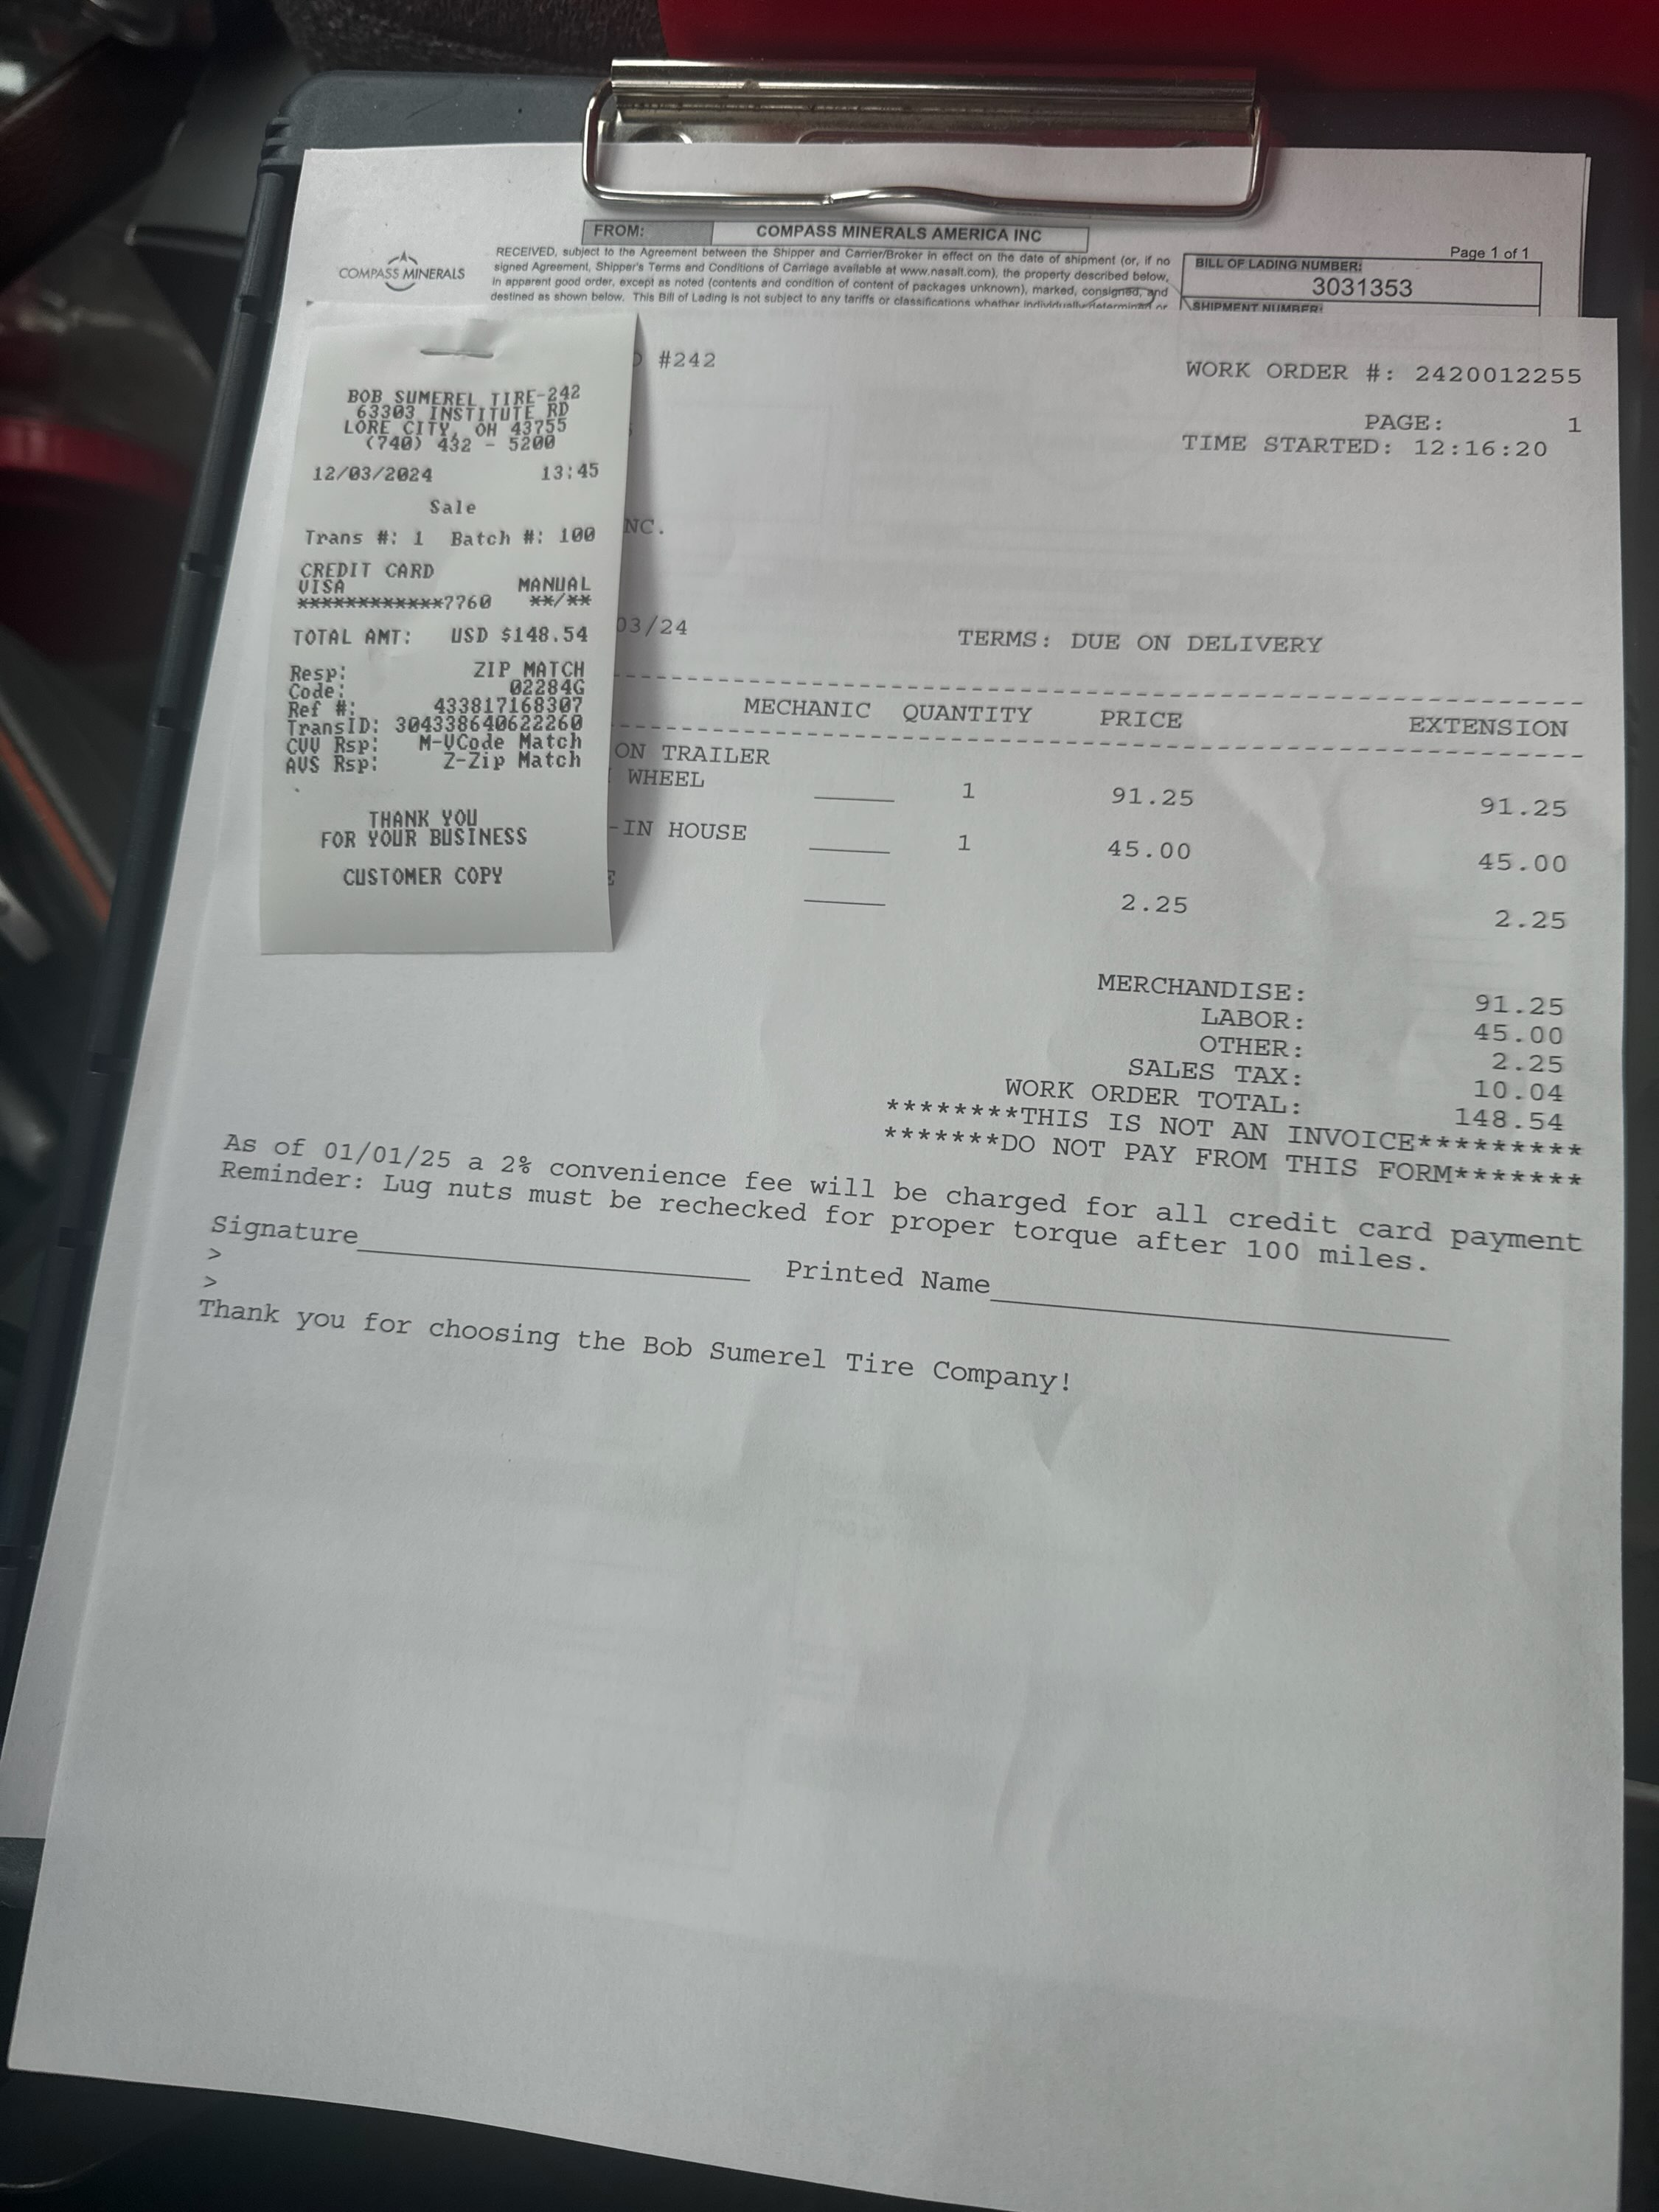 FROM: COMPASS MINERALS AMERICA INC
Page 1 of 1
COMPASS MINERALS
RECEIVED, subject to the Agreement between the Shipper and Carrier/Broker in effect on the date of shipment (or, if no
signed Agreement, Shipper's Terms and Conditions of Carriage available at www.nasalt.com), the property described below,
in apparent good order, except as noted (contents and condition of content of packages unknown), marked, consigned, and
destined as shown below. This Bill of Lading is not subject to any tariffs or classifications whether individually determined or
BILL OF LADING NUMBER:
3031353
SHIPMENT NUMBER:
BOB SUMEREL TIRE-242
63303 INSTITUTE RD
LORE CITY, OH 43755
(740) 432 - 5200
12/03/2024 13:45
Sale
Trans #: 1 Batch #: 100
CREDIT CARD
VISA MANUAL
************7760 **/**
TOTAL AMT: USD $148.54
Resp: ZIP MATCH
Code: 02284G
Ref #: 433817168307
TransID: 304338640622260
CVV Rsp: M-VCode Match
AVS Rsp: Z-Zip Match
THANK YOU
FOR YOUR BUSINESS
CUSTOMER COPY
#242
WORK ORDER #: 2420012255
PAGE: 1
TIME STARTED: 12:16:20
NC.
03/24
TERMS: DUE ON DELIVERY
MECHANIC QUANTITY PRICE EXTENSION
ON TRAILER
WHEEL 1 91.25 91.25
-IN HOUSE 1 45.00 45.00
E 2.25 2.25
MERCHANDISE: 91.25
LABOR: 45.00
OTHER: 2.25
SALES TAX: 10.04
WORK ORDER TOTAL: 148.54
********THIS IS NOT AN INVOICE*********
*******DO NOT PAY FROM THIS FORM*******
As of 01/01/25 a 2% convenience fee will be charged for all credit card payment
Reminder: Lug nuts must be rechecked for proper torque after 100 miles.
Signature Printed Name
>
>
Thank you for choosing the Bob Sumerel Tire Company!